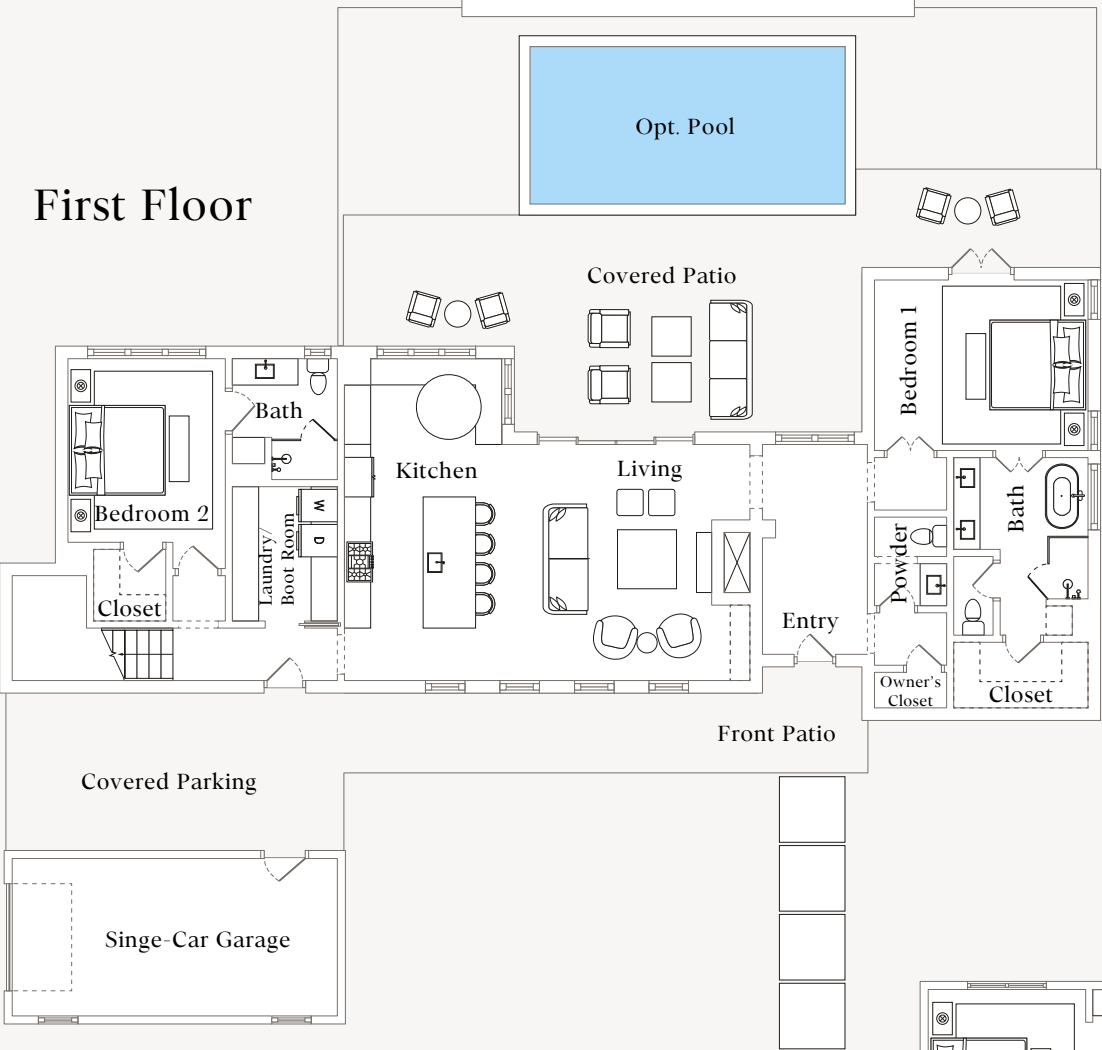 Opt. Pool
First Floor
Covered Patio
Bedroom 1
Bath
Kitchen
Living
Bedroom 2
W
D
Laundry/
Boot Room
Bath
Powder
Closet
Entry
Owner's
Closet
Closet
Front Patio
Covered Parking
Singe-Car Garage